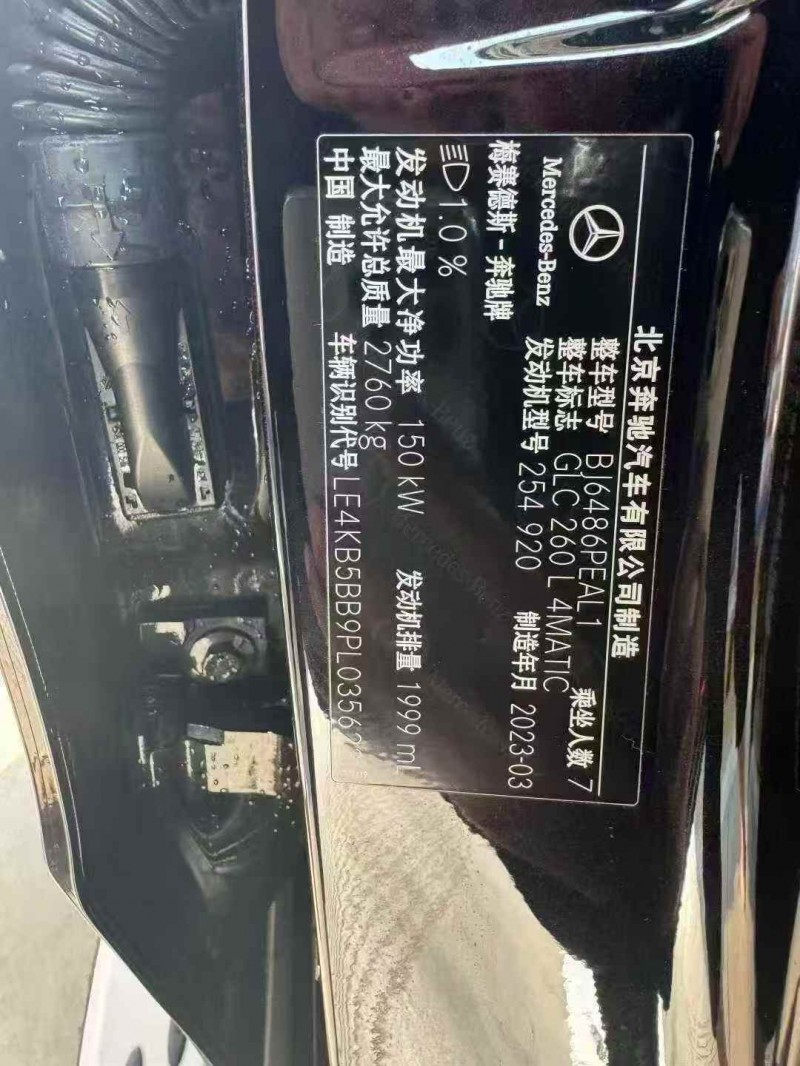 北京奔驰汽车有限公司制造
Mercedes-Benz
梅赛德斯-奔驰牌
整车型号 BJ6486PEAL1 乘坐人数 7
整车标志 GLC 260 L 4MATIC
发动机型号 254 920 制造年月 2023-03
1.0 %
发动机最大净功率 150 kW 发动机排量 1999 mL
最大允许总质量 2760 kg
中国 制造 车辆识别代号 LE4KB5BB9PL03562